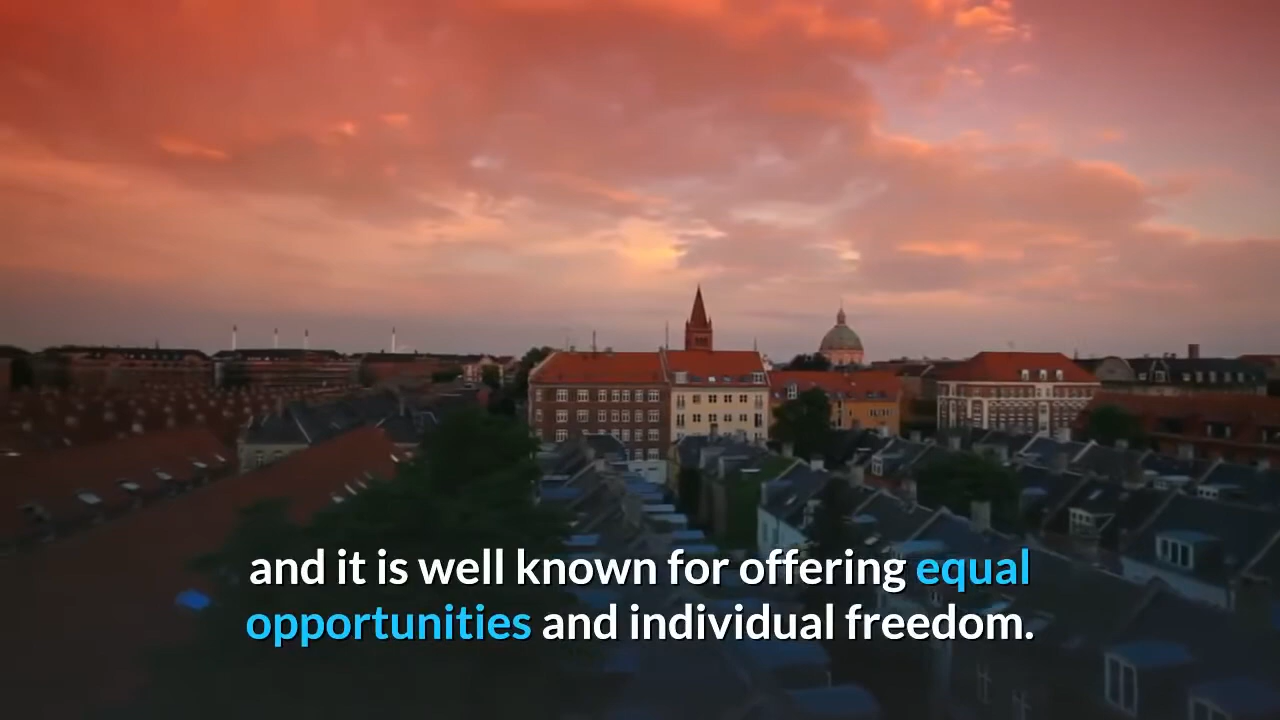 and it is well known for offering equal
opportunities and individual freedom.